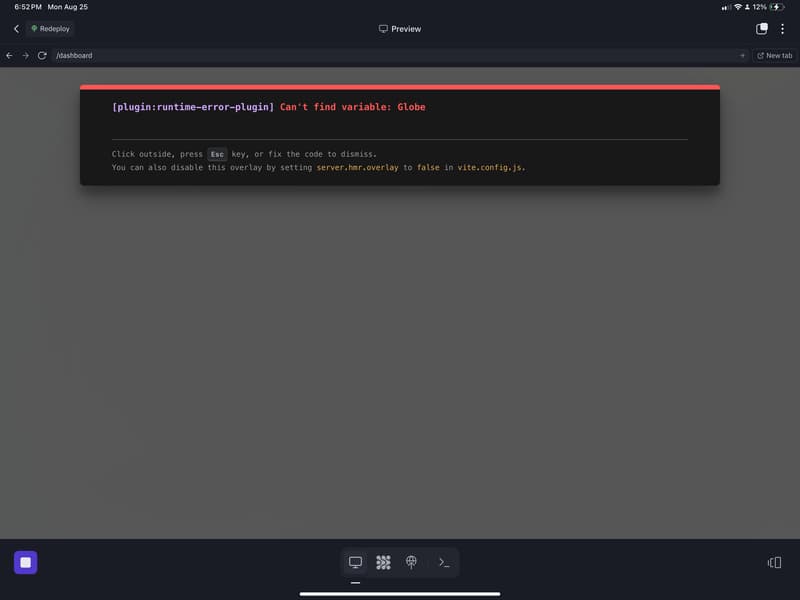 6:52 PM Mon Aug 25
12%
Redeploy
Preview
/dashboard
New tab
[plugin:runtime-error-plugin] Can't find variable: Globe
Click outside, press Esc key, or fix the code to dismiss.
You can also disable this overlay by setting server.hmr.overlay to false in vite.config.js.